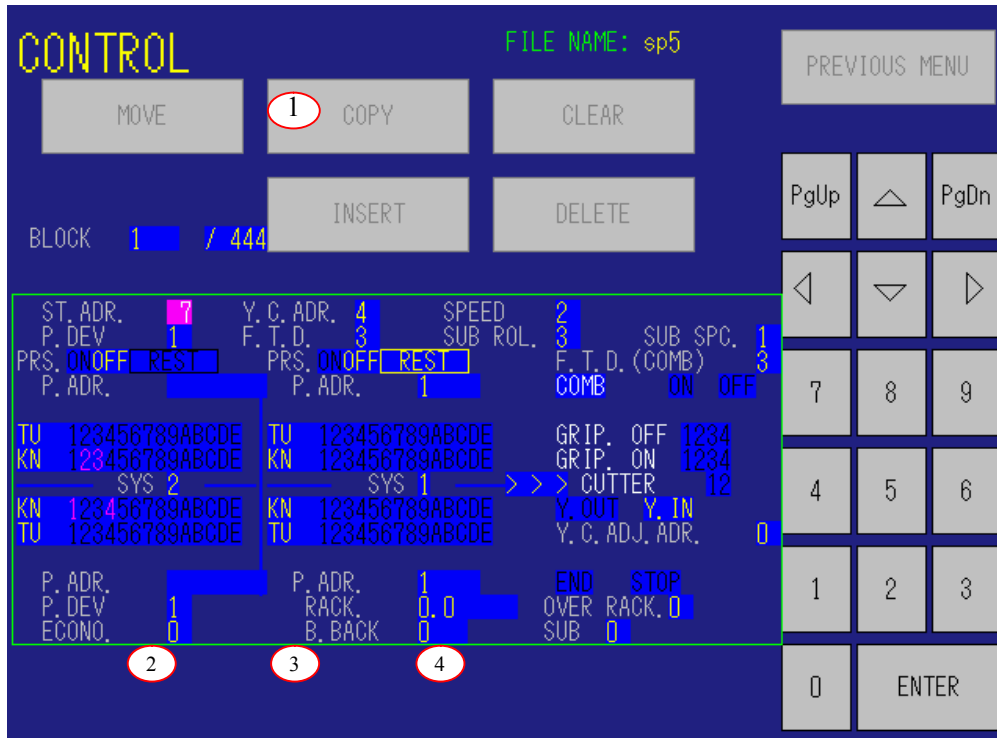 CONTROL
FILE NAME: sp5
PREVIOUS MENU
MOVE
1
COPY
CLEAR
INSERT
DELETE
BLOCK 1 / 444
PgUp
PgDn
ST.ADR. 7 Y.C.ADR. 4 SPEED 2
P.DEV 1 F.T.D. 3 SUB ROL. 3 SUB SPC. 1
PRS. ONOFF REST PRS. ONOFF REST F.T.D.(COMB) 3
P.ADR. P.ADR. 1 COMB ON OFF
TU 123456789ABCDE TU 123456789ABCDE GRIP. OFF 1234
KN 123456789ABCDE KN 123456789ABCDE GRIP. ON 1234
SYS 2 SYS 1 > > > CUTTER 12
KN 123456789ABCDE KN 123456789ABCDE Y.OUT Y.IN
TU 123456789ABCDE TU 123456789ABCDE Y.C.ADJ.ADR. 0
P.ADR. P.ADR. 1 END STOP
P.DEV 1 RACK. 0.0 OVER RACK. 0
ECONO. 0 B.BACK 0 SUB 0
2 3 4
7 8 9
4 5 6
1 2 3
0 ENTER